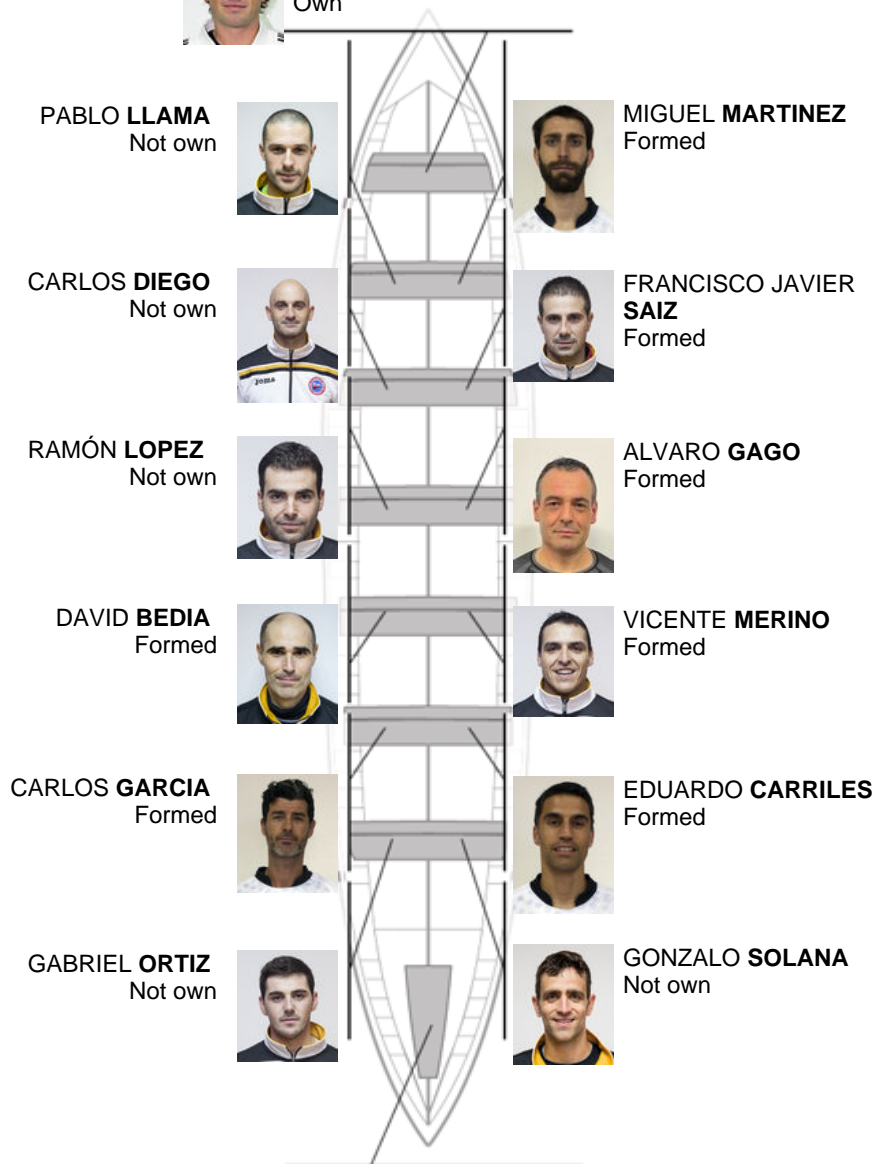 Own
PABLO LLAMA
Not own
MIGUEL MARTINEZ
Formed
CARLOS DIEGO
Not own
FRANCISCO JAVIER
SAIZ
Formed
Joma
RAMÓN LOPEZ
Not own
ALVARO GAGO
Formed
DAVID BEDIA
Formed
VICENTE MERINO
Formed
CARLOS GARCIA
Formed
EDUARDO CARRILES
Formed
GABRIEL ORTIZ
Not own
GONZALO SOLANA
Not own